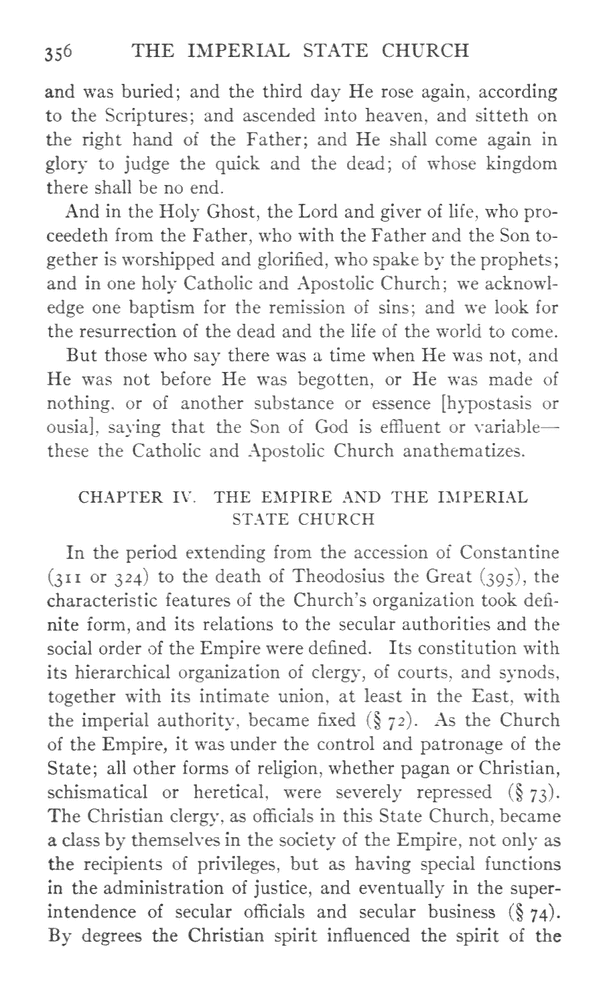 356 THE IMPERIAL STATE CHURCH
and was buried; and the third day He rose again, according
to the Scriptures; and ascended into heaven, and sitteth on
the right hand of the Father; and He shall come again in
glory to judge the quick and the dead; of whose kingdom
there shall be no end.
And in the Holy Ghost, the Lord and giver of life, who pro-
ceedeth from the Father, who with the Father and the Son to-
gether is worshipped and glorified, who spake by the prophets;
and in one holy Catholic and Apostolic Church; we acknowl-
edge one baptism for the remission of sins; and we look for
the resurrection of the dead and the life of the world to come.
But those who say there was a time when He was not, and
He was not before He was begotten, or He was made of
nothing, or of another substance or essence [hypostasis or
ousia], saying that the Son of God is effluent or variable—
these the Catholic and Apostolic Church anathematizes.
CHAPTER IV. THE EMPIRE AND THE IMPERIAL
STATE CHURCH
In the period extending from the accession of Constantine
(311 or 324) to the death of Theodosius the Great (395), the
characteristic features of the Church's organization took defi-
nite form, and its relations to the secular authorities and the
social order of the Empire were defined. Its constitution with
its hierarchical organization of clergy, of courts, and synods,
together with its intimate union, at least in the East, with
the imperial authority, became fixed (§ 72). As the Church
of the Empire, it was under the control and patronage of the
State; all other forms of religion, whether pagan or Christian,
schismatical or heretical, were severely repressed (§ 73).
The Christian clergy, as officials in this State Church, became
a class by themselves in the society of the Empire, not only as
the recipients of privileges, but as having special functions
in the administration of justice, and eventually in the super-
intendence of secular officials and secular business (§ 74).
By degrees the Christian spirit influenced the spirit of the